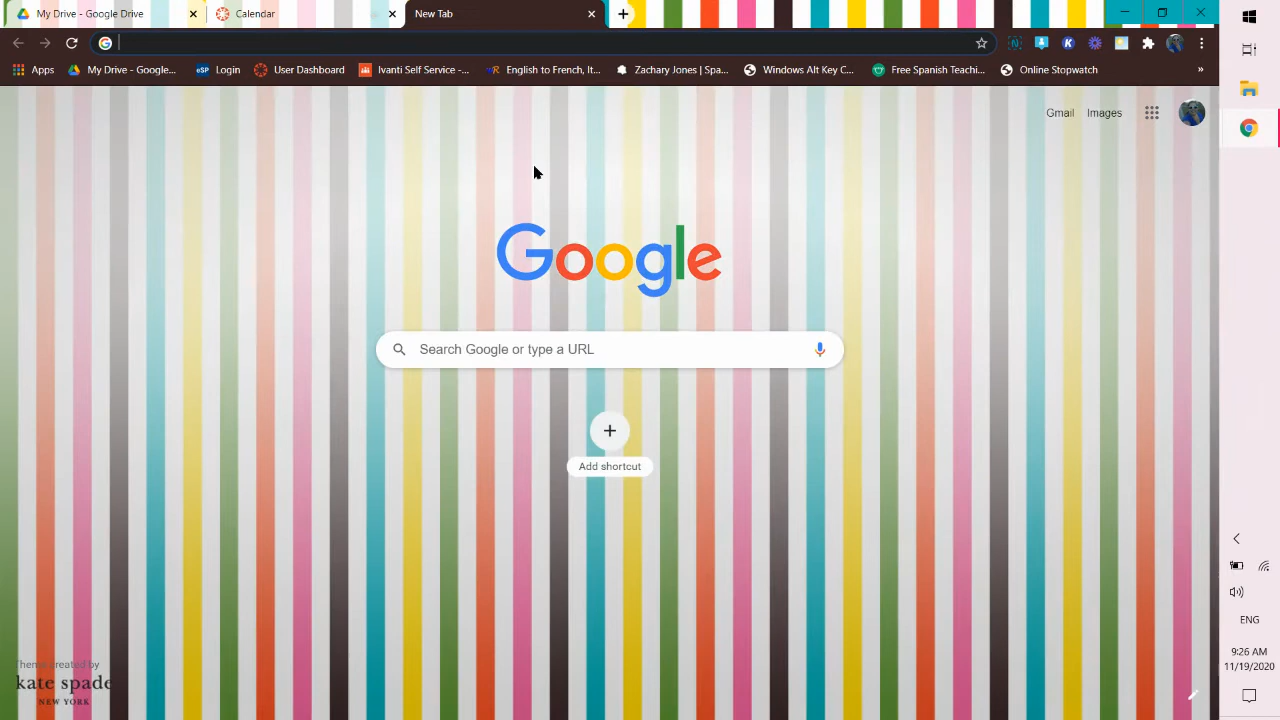 My Drive - Google Drive
Calendar
New Tab
Apps
My Drive - Google...
eSP Login
User Dashboard
Ivanti Self Service -...
WR English to French, It...
Zachary Jones | Spa...
Windows Alt Key C...
Free Spanish Teachi...
Online Stopwatch
»
Gmail
Images
Google
Search Google or type a URL
Add shortcut
Theme created by
kate spade
NEW YORK
ENG
9:26 AM
11/19/2020